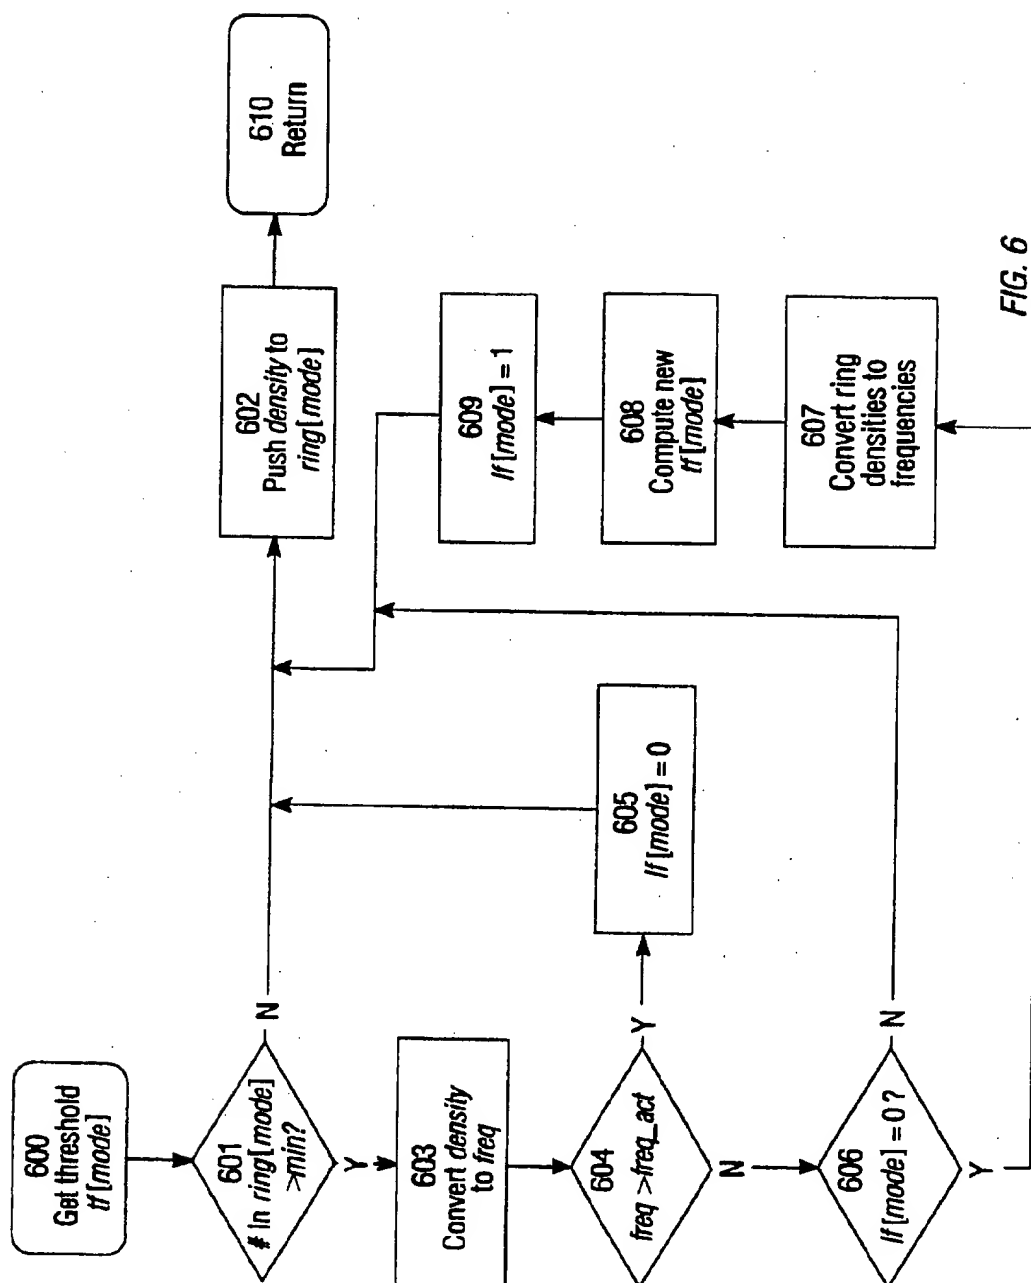 600
Get threshold
tf [mode]
601
# In ring[mode]
>min?
N
Y
602
Push density to
ring[mode]
610
Return
603
Convert density
to freq
604
freq >freq_act
Y
N
605
If [mode] = 0
606
If [mode] = 0 ?
N
Y
607
Convert ring
densities to
frequencies
608
Compute new
tf [mode]
609
If [mode] = 1
FIG. 6